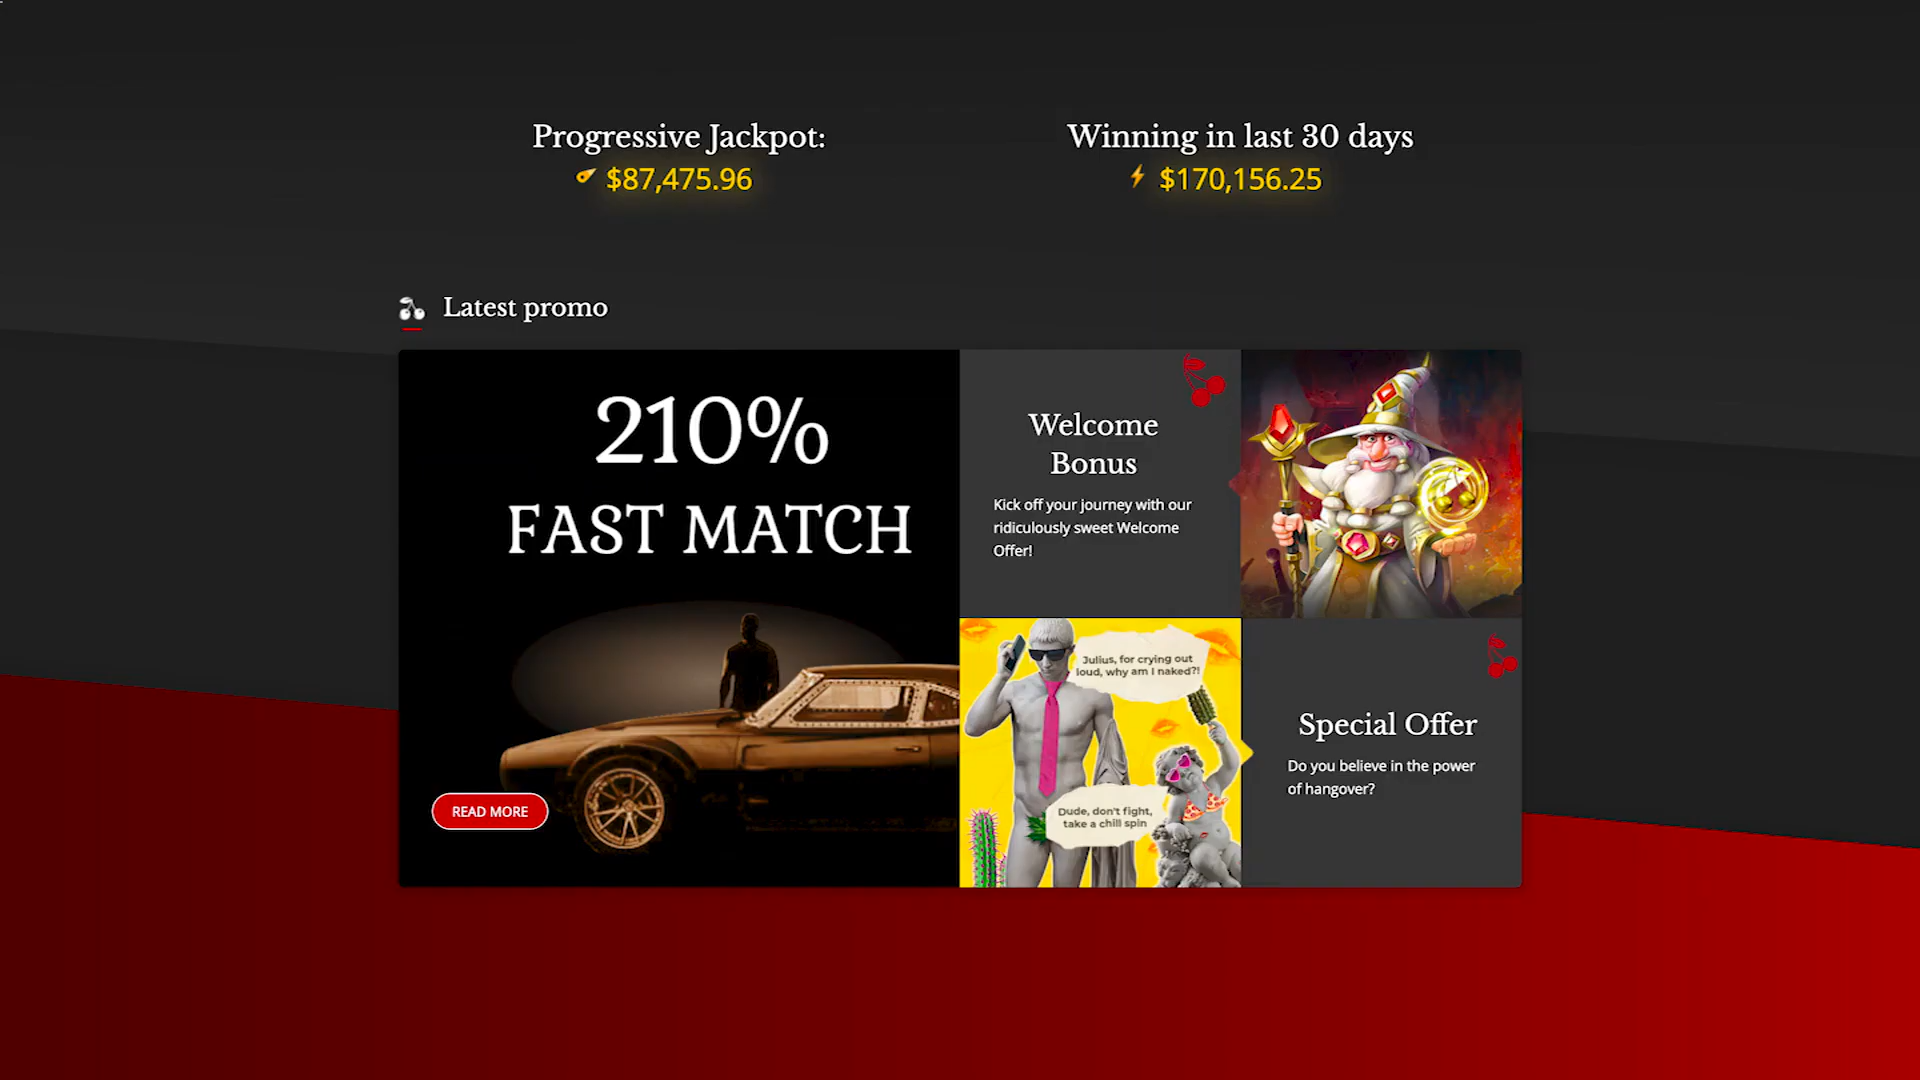 Progressive Jackpot:
$87,475.96
Winning in last 30 days
$170,156.25
Latest promo
210%
FAST MATCH
READ MORE
Welcome
Bonus
Kick off your journey with our
ridiculously sweet Welcome
Offer!
Julius, for crying out
loud, why am I naked?!
Dude, don't fight,
take a chill spin
Special Offer
Do you believe in the power
of hangover?